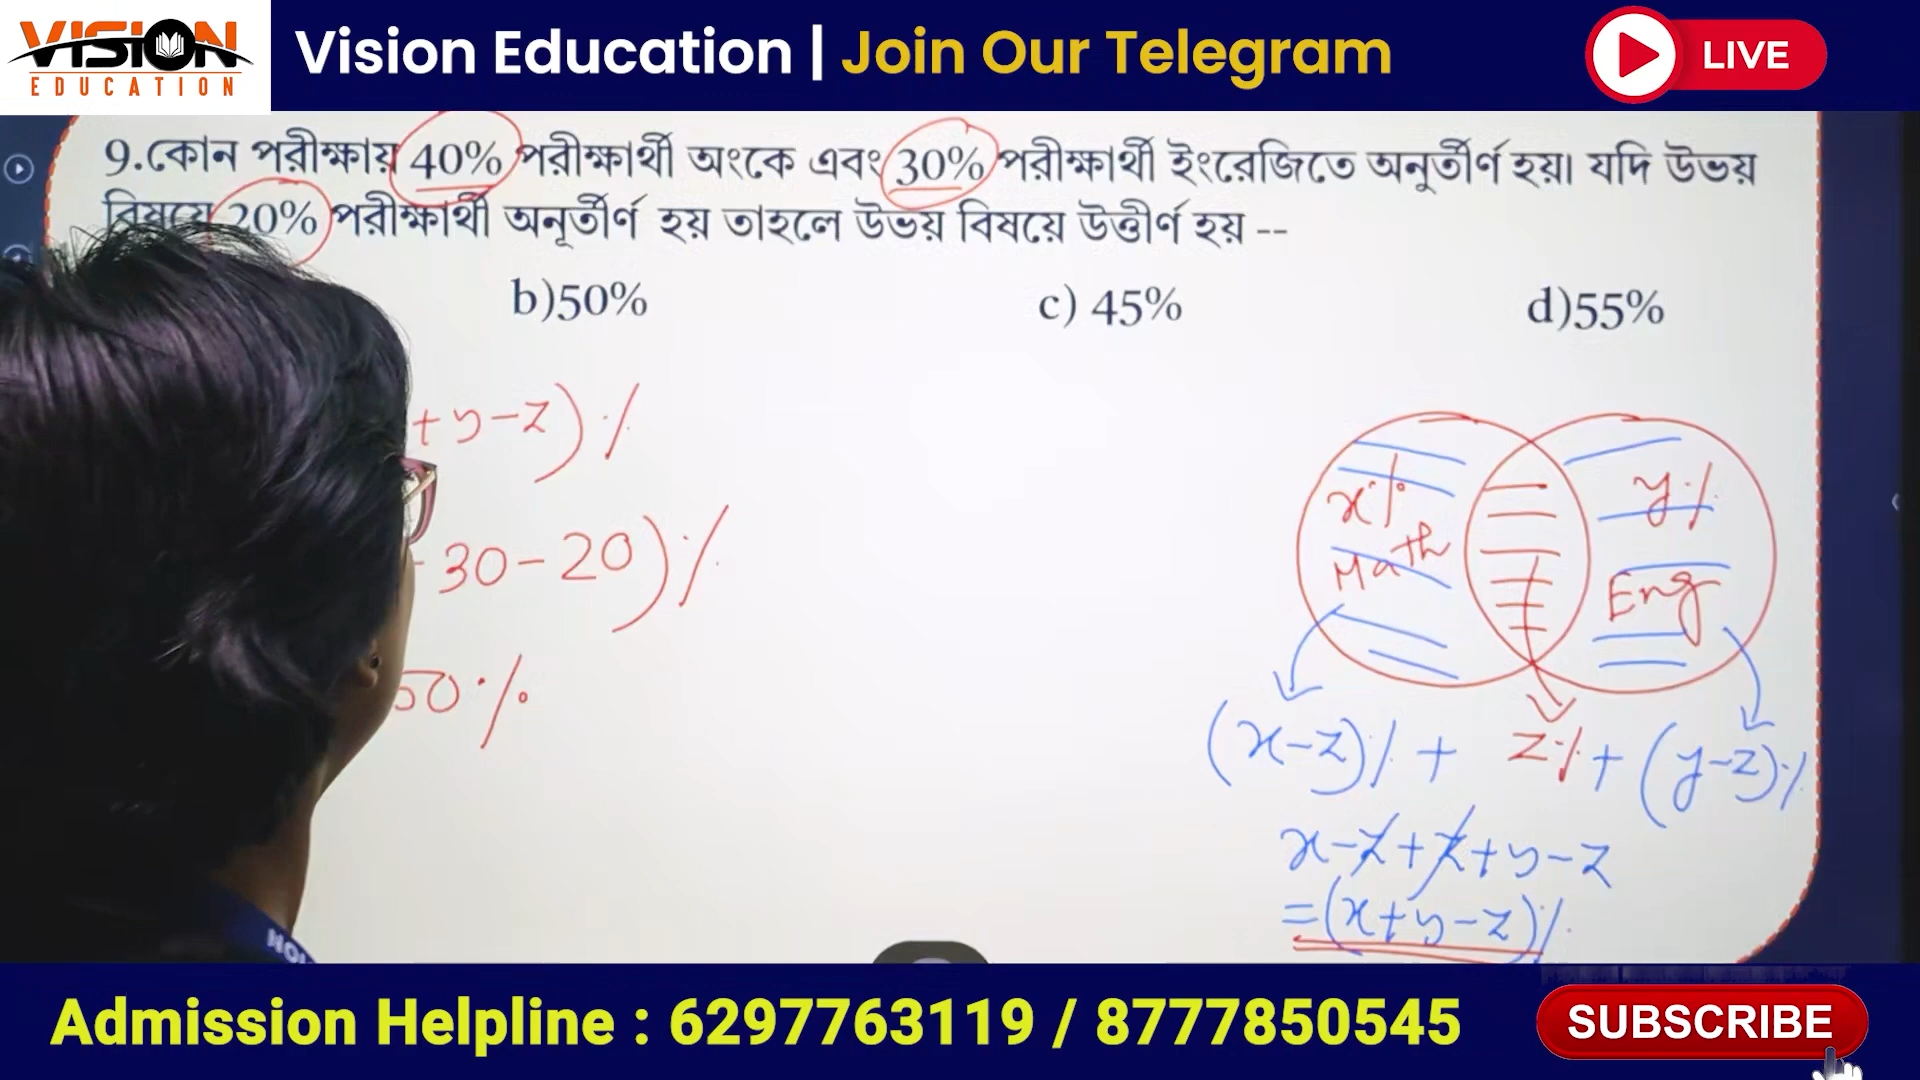 VISION
EDUCATION
Vision Education | Join Our Telegram
LIVE
9.কোন পরীক্ষায় 40% পরীক্ষার্থী অংকে এবং 30% পরীক্ষার্থী ইংরেজিতে অনুর্তীর্ণ হয়। যদি উভয়
বিষয়ে 20% পরীক্ষার্থী অনূর্তীর্ণ হয় তাহলে উভয় বিষয়ে উত্তীর্ণ হয় --
b)50%
c) 45%
d)55%
+y-z)%
30-20)%
50%
x%
Math
y%
Eng
(x-z)% + z% + (y-z)%
x-z+z+y-z
=(x+y-z)%
Admission Helpline : 6297763119 / 8777850545
SUBSCRIBE